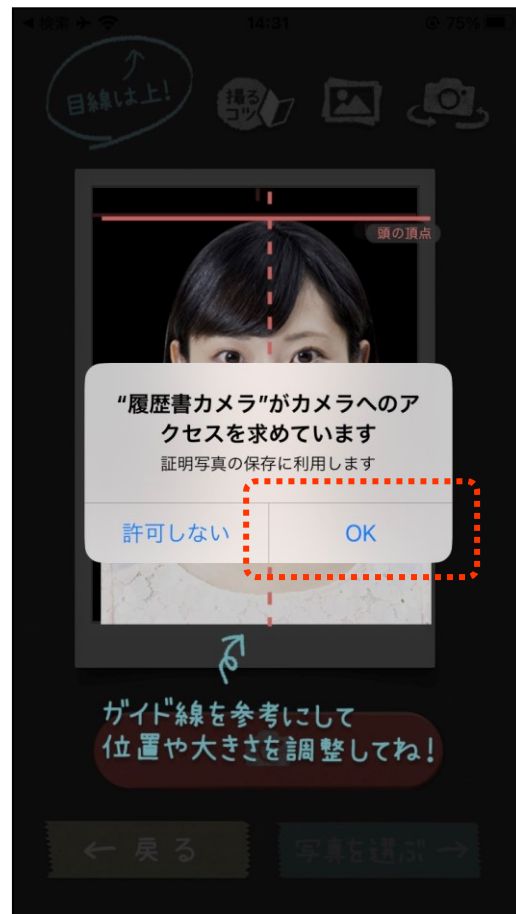 ◀検索
14:31
75%
目線は上!
撮る
コツ
頭の頂点
“履歴書カメラ”がカメラへのア
クセスを求めています
証明写真の保存に利用します
許可しない
OK
ガイド線を参考にして
位置や大きさを調整してね!
← 戻る
写真を選ぶ →